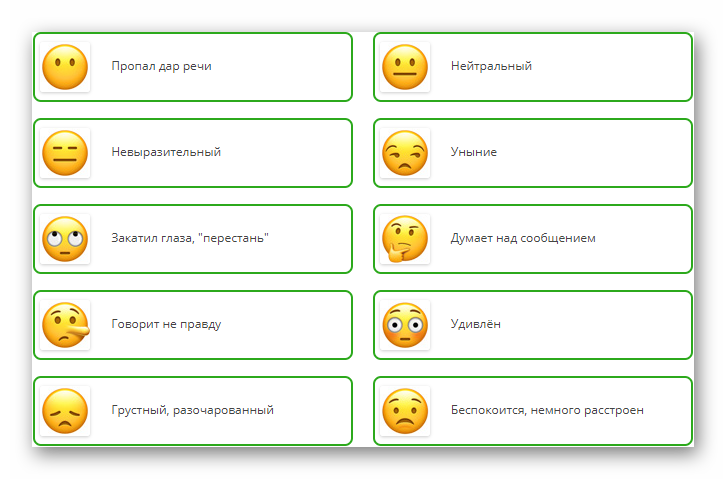 Пропал дар речи
Нейтральный
Невыразительный
Уныние
Закатил глаза, "перестань"
Думает над сообщением
Говорит не правду
Удивлён
Грустный, разочарованный
Беспокоится, немного расстроен